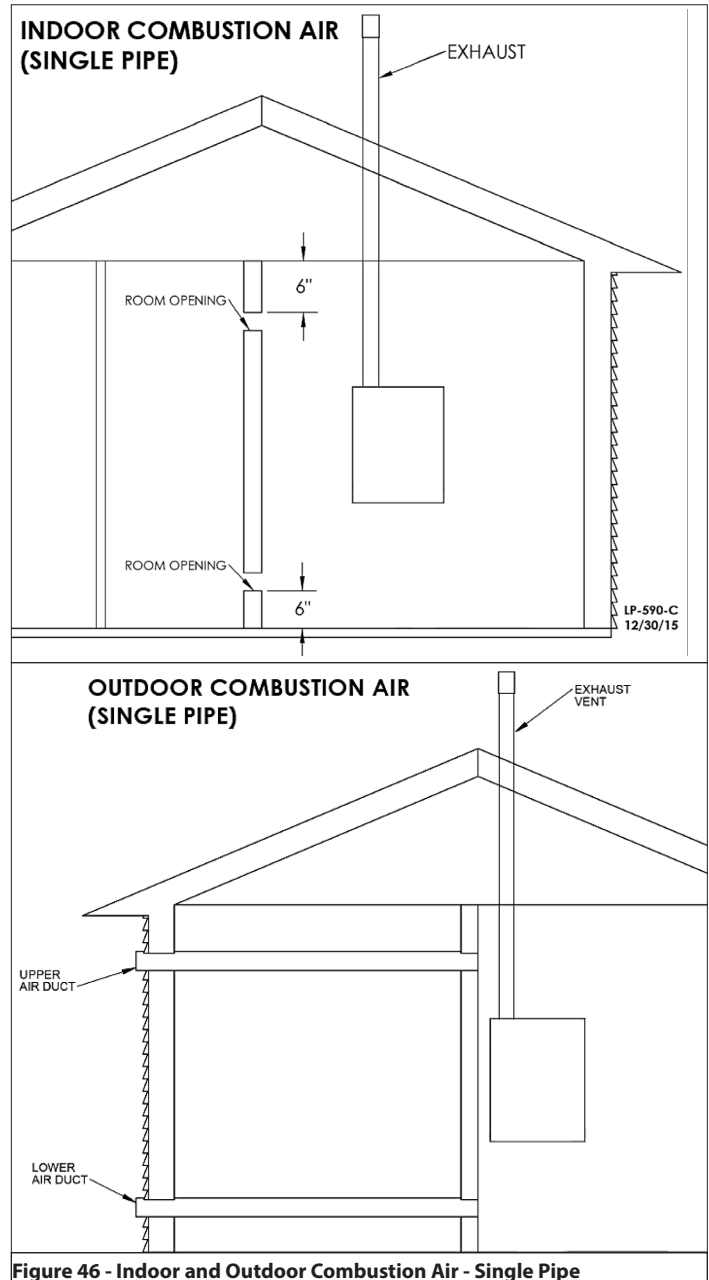 INDOOR COMBUSTION AIR
(SINGLE PIPE)
EXHAUST
6"
ROOM OPENING
ROOM OPENING
6"
LP-590-C
12/30/15
OUTDOOR COMBUSTION AIR
(SINGLE PIPE)
EXHAUST
VENT
UPPER
AIR DUCT
LOWER
AIR DUCT
Figure 46 - Indoor and Outdoor Combustion Air - Single Pipe